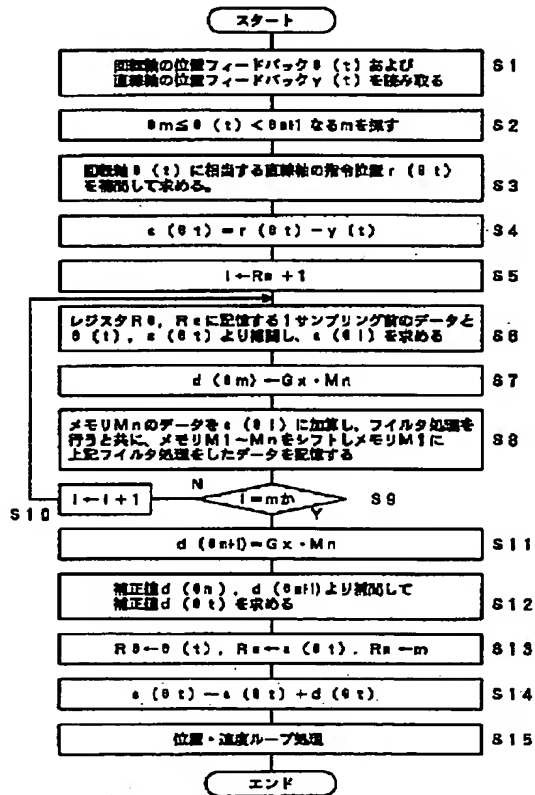 スタート
回転軸の位置フィードバックθ (t) および
直線軸の位置フィードバックy (t) を読み取る
S1
θm≦θ (t) <θm+1 なるmを探す
S2
回転軸θ (t) に相当する直線軸の指令位置r (θt)
を補間して求める。
S3
ε (θt) =r (θt) −y (t)
S4
i←Rm +1
S5
レジスタRθ, Rεに記憶する1サンプリング前のデータと
θ (t), ε (θt) より補間し、ε (θi) を求める
S6
d (θm) ←Gx・Mn
S7
メモリMnのデータをε (θi) に加算し、フイルタ処理を
行うと共に、メモリM1〜MnをシフトしメモリM1に
上記フイルタ処理をしたデータを記憶する
S8
N
i←i+1
i=mか
S9
S10
Y
d (θm+1)=Gx・Mn
S11
補正値d (θm), d (θm+1)より補間して
補正値d (θt) を求める
S12
Rθ←θ (t), Rε←ε (θt), Rm←m
S13
ε (θt) ←ε (θt) +d (θt)
S14
位置・速度ループ処理
S15
エンド